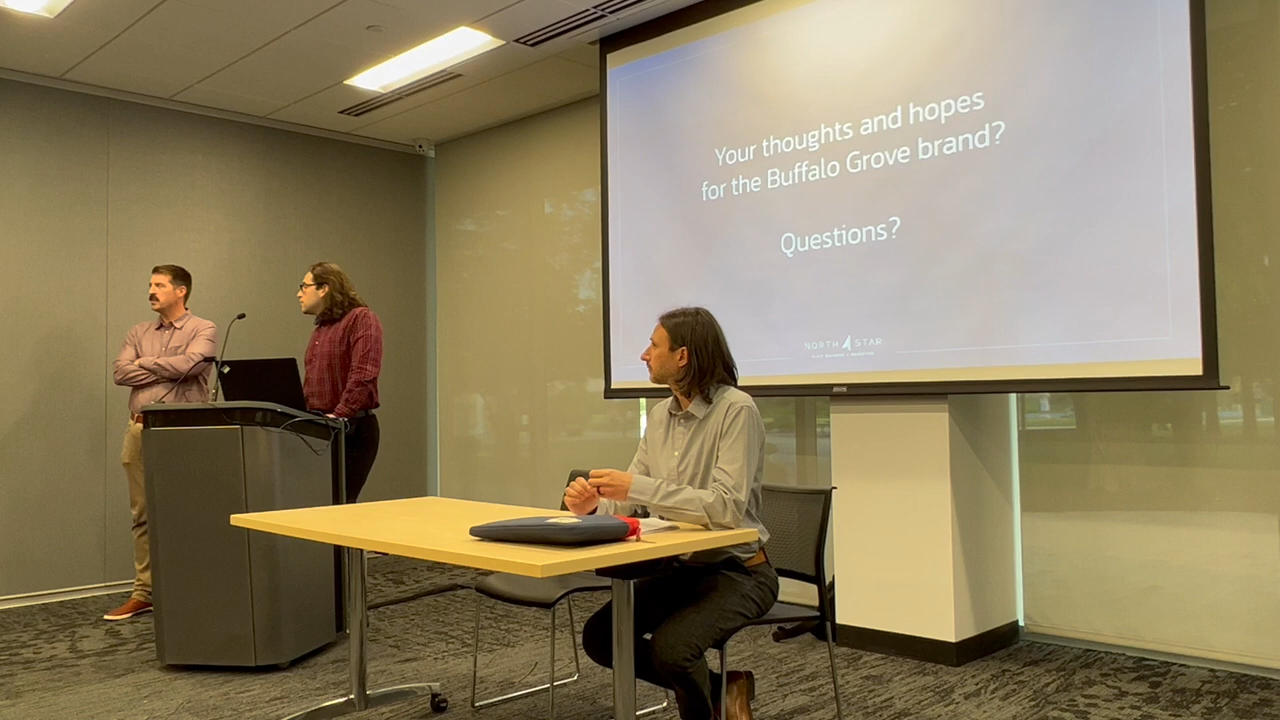 Your thoughts and hopes
for the Buffalo Grove brand?
Questions?
NORTH STAR